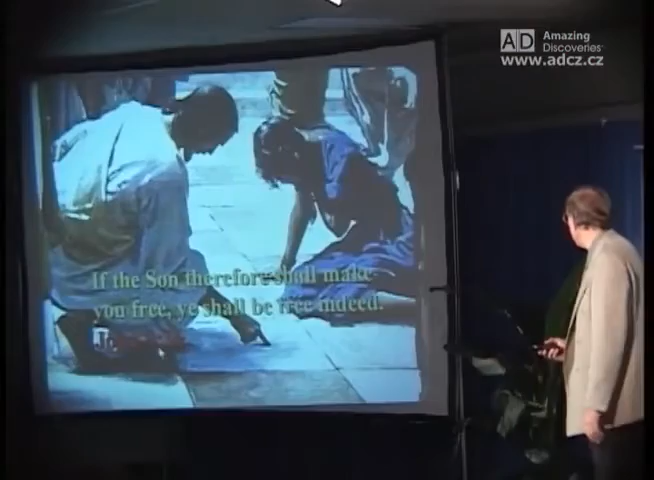 AD Amazing
Discoveries
www.adcz.cz
If the Son therefore shall make
you free, ye shall be free indeed.